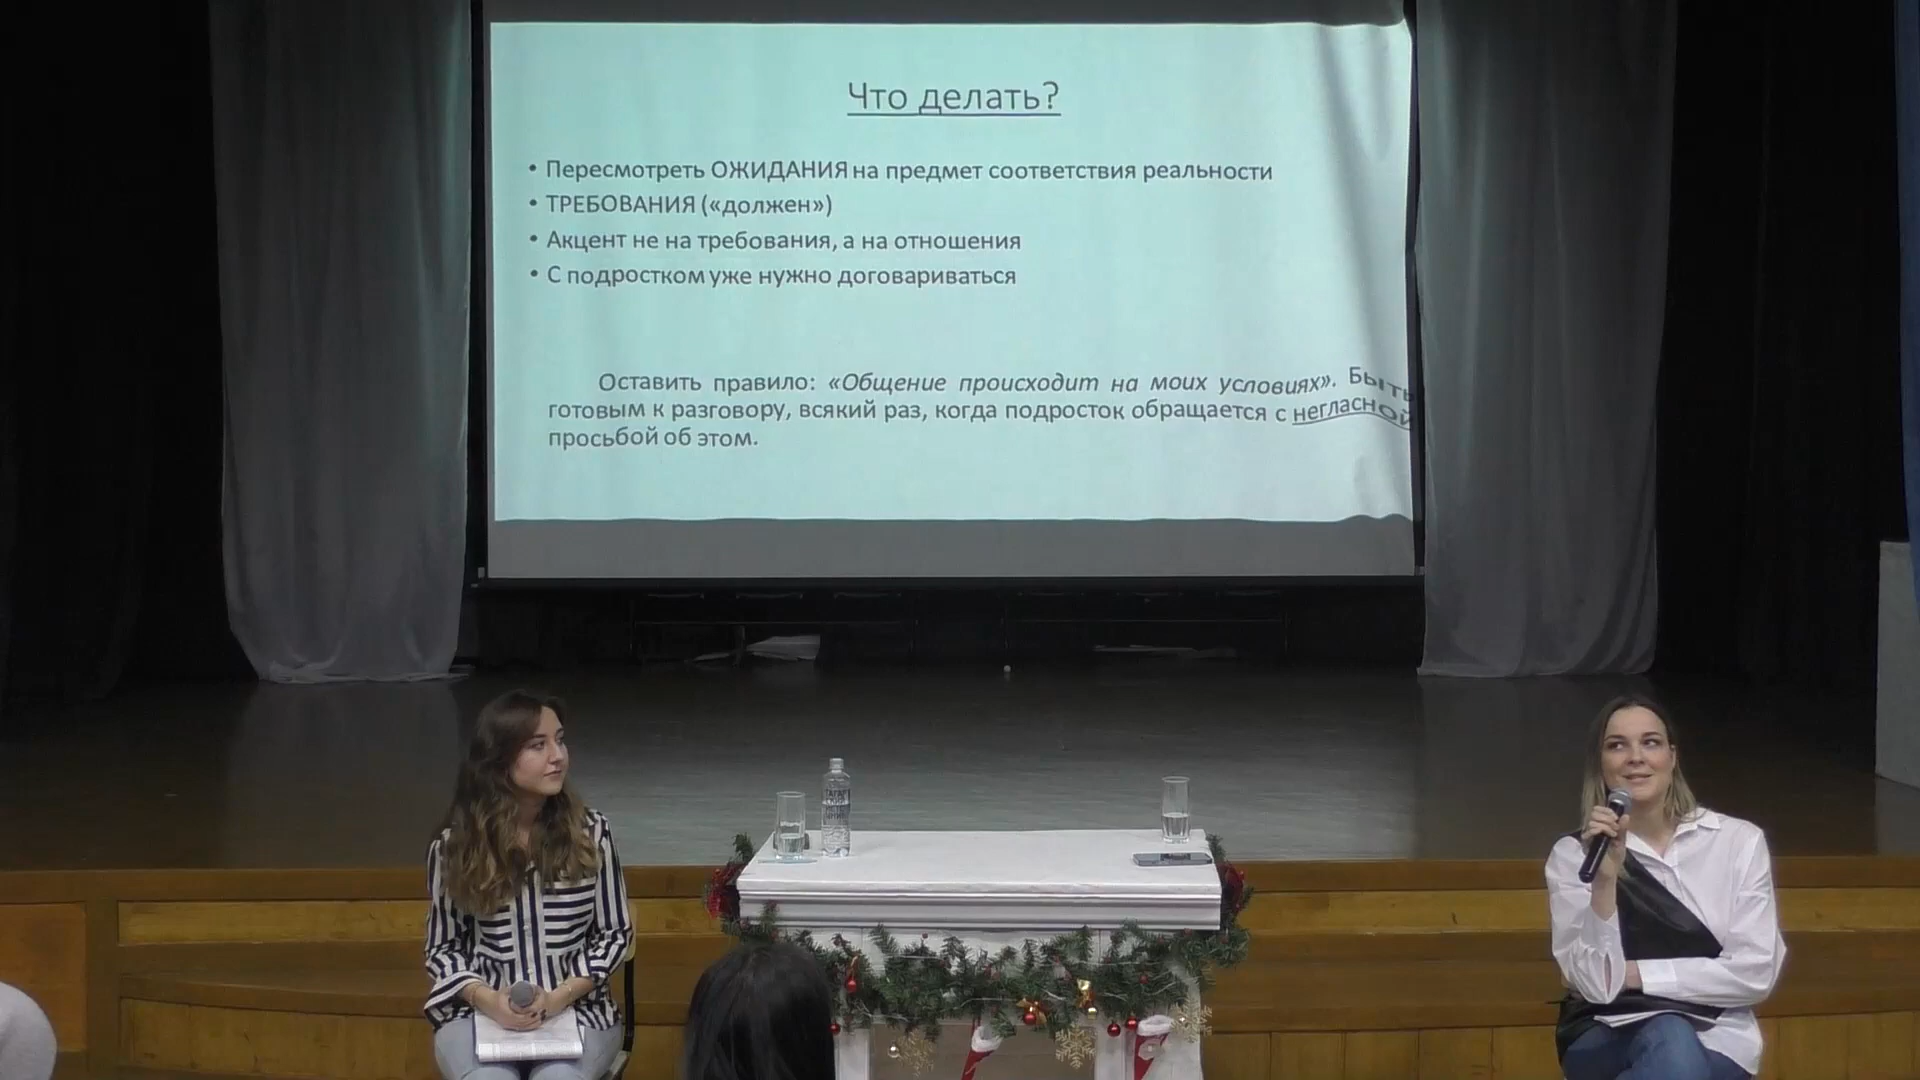 Что делать?
• Пересмотреть ОЖИДАНИЯ на предмет соответствия реальности
• ТРЕБОВАНИЯ («должен»)
• Акцент не на требования, а на отношения
• С подростком уже нужно договариваться
Оставить правило: «Общение происходит на моих условиях». Быть
готовым к разговору, всякий раз, когда подросток обращается с негласной
просьбой об этом.